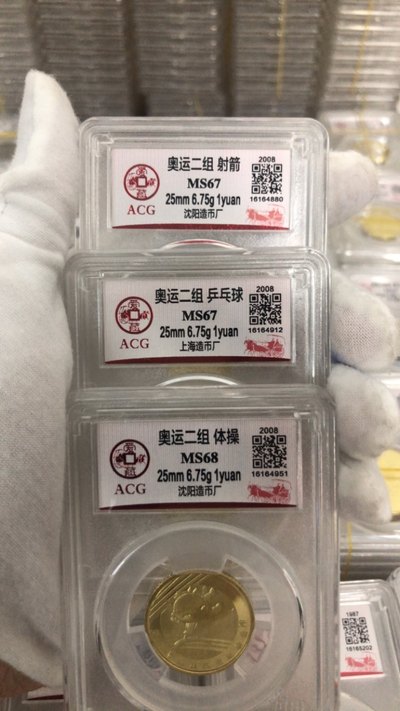 奥运二组 射箭
MS67
25mm 6.75g 1yuan
沈阳造币厂
ACG
2008
16164880
奥运二组 乒乓球
MS67
25mm 6.75g 1yuan
上海造币厂
ACG
2008
16164912
奥运二组 体操
MS68
25mm 6.75g 1yuan
沈阳造币厂
ACG
2008
16164951
1987
16165202